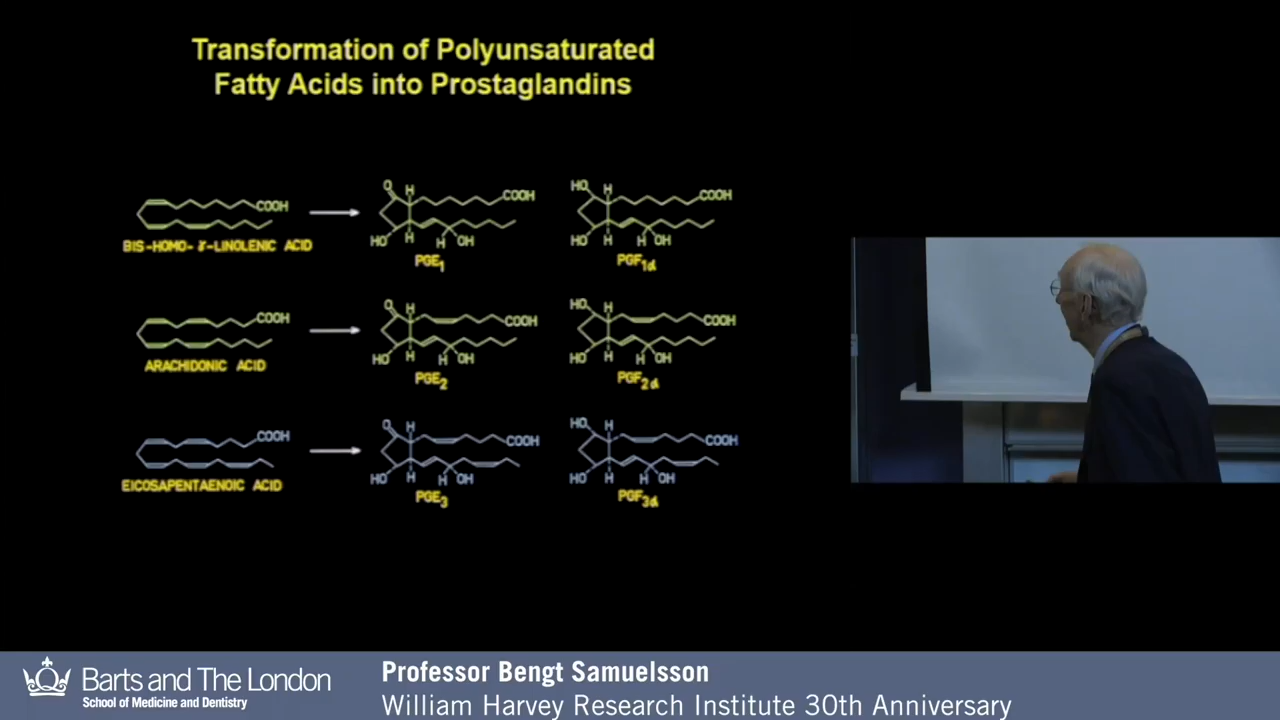 Transformation of Polyunsaturated
Fatty Acids into Prostaglandins
COOH
BIS-HOMO-γ-LINOLENIC ACID
O H COOH
HO H H OH
PGE₁
HO H COOH
HO H H OH
PGF₁α
COOH
ARACHIDONIC ACID
O H COOH
HO H H OH
PGE₂
HO H COOH
HO H H OH
PGF₂α
COOH
EICOSAPENTAENOIC ACID
O H COOH
HO H H OH
PGE₃
HO H COOH
HO H H OH
PGF₃α
Barts and The London
School of Medicine and Dentistry
Professor Bengt Samuelsson
William Harvey Research Institute 30th Anniversary